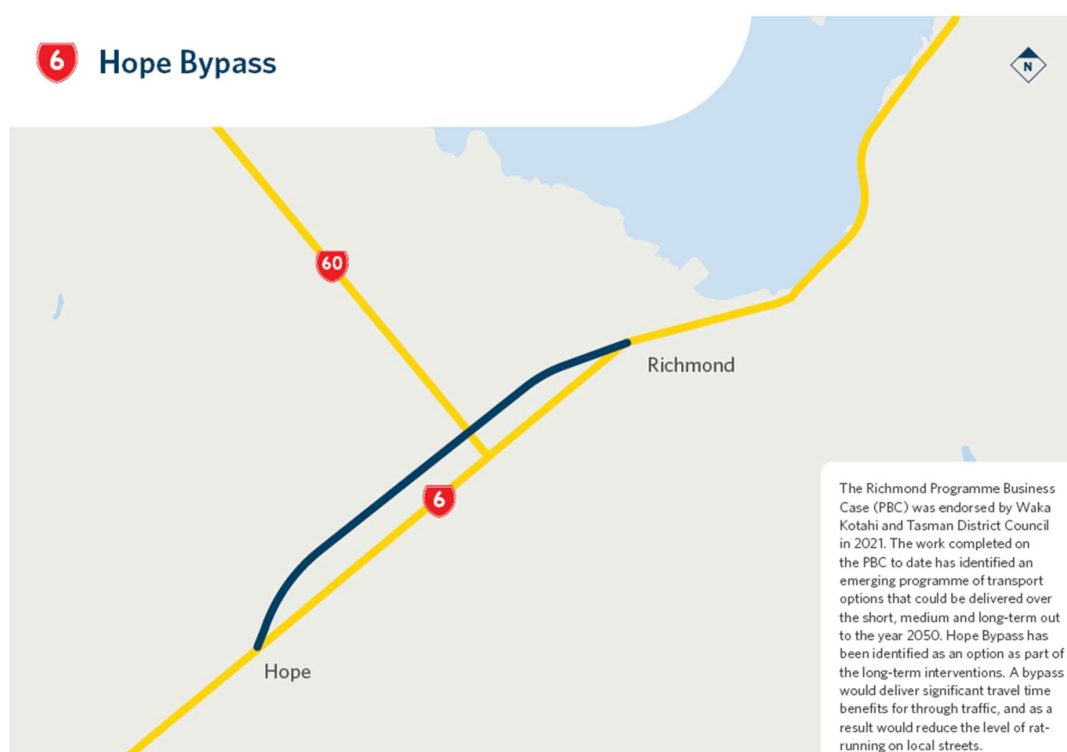 6 Hope Bypass
N
60
Richmond
6
Hope
The Richmond Programme Business
Case (PBC) was endorsed by Waka
Kotahi and Tasman District Council
in 2021. The work completed on
the PBC to date has identified an
emerging programme of transport
options that could be delivered over
the short, medium and long-term out
to the year 2050. Hope Bypass has
been identified as an option as part of
the long-term interventions. A bypass
would deliver significant travel time
benefits for through traffic, and as a
result would reduce the level of rat-
running on local streets.